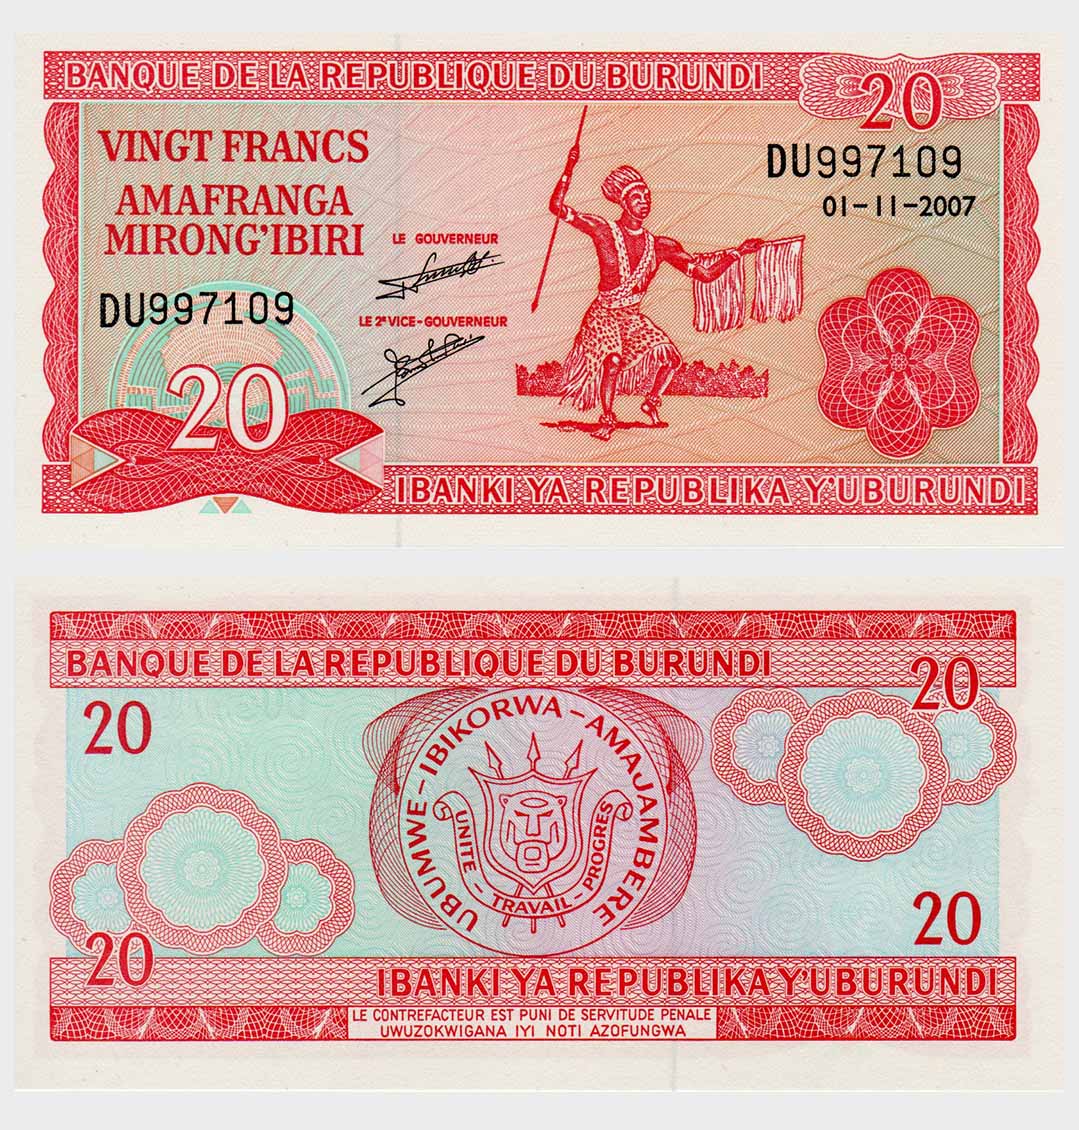 BANQUE DE LA REPUBLIQUE DU BURUNDI
20
VINGT FRANCS
DU997109
AMAFRANGA
01-11-2007
MIRONG'IBIRI
LE GOUVERNEUR
DU997109
LE 2e VICE-GOUVERNEUR
20
IBANKI YA REPUBLIKA Y'UBURUNDI
BANQUE DE LA REPUBLIQUE DU BURUNDI
20
20
UBUMWE-IBIKORWA-AMAJAMBERE
UNITE - TRAVAIL - PROGRES
20
20
IBANKI YA REPUBLIKA Y'UBURUNDI
LE CONTREFACTEUR EST PUNI DE SERVITUDE PENALE
UWUZOKWIGANA IYI NOTI AZOFUNGWA